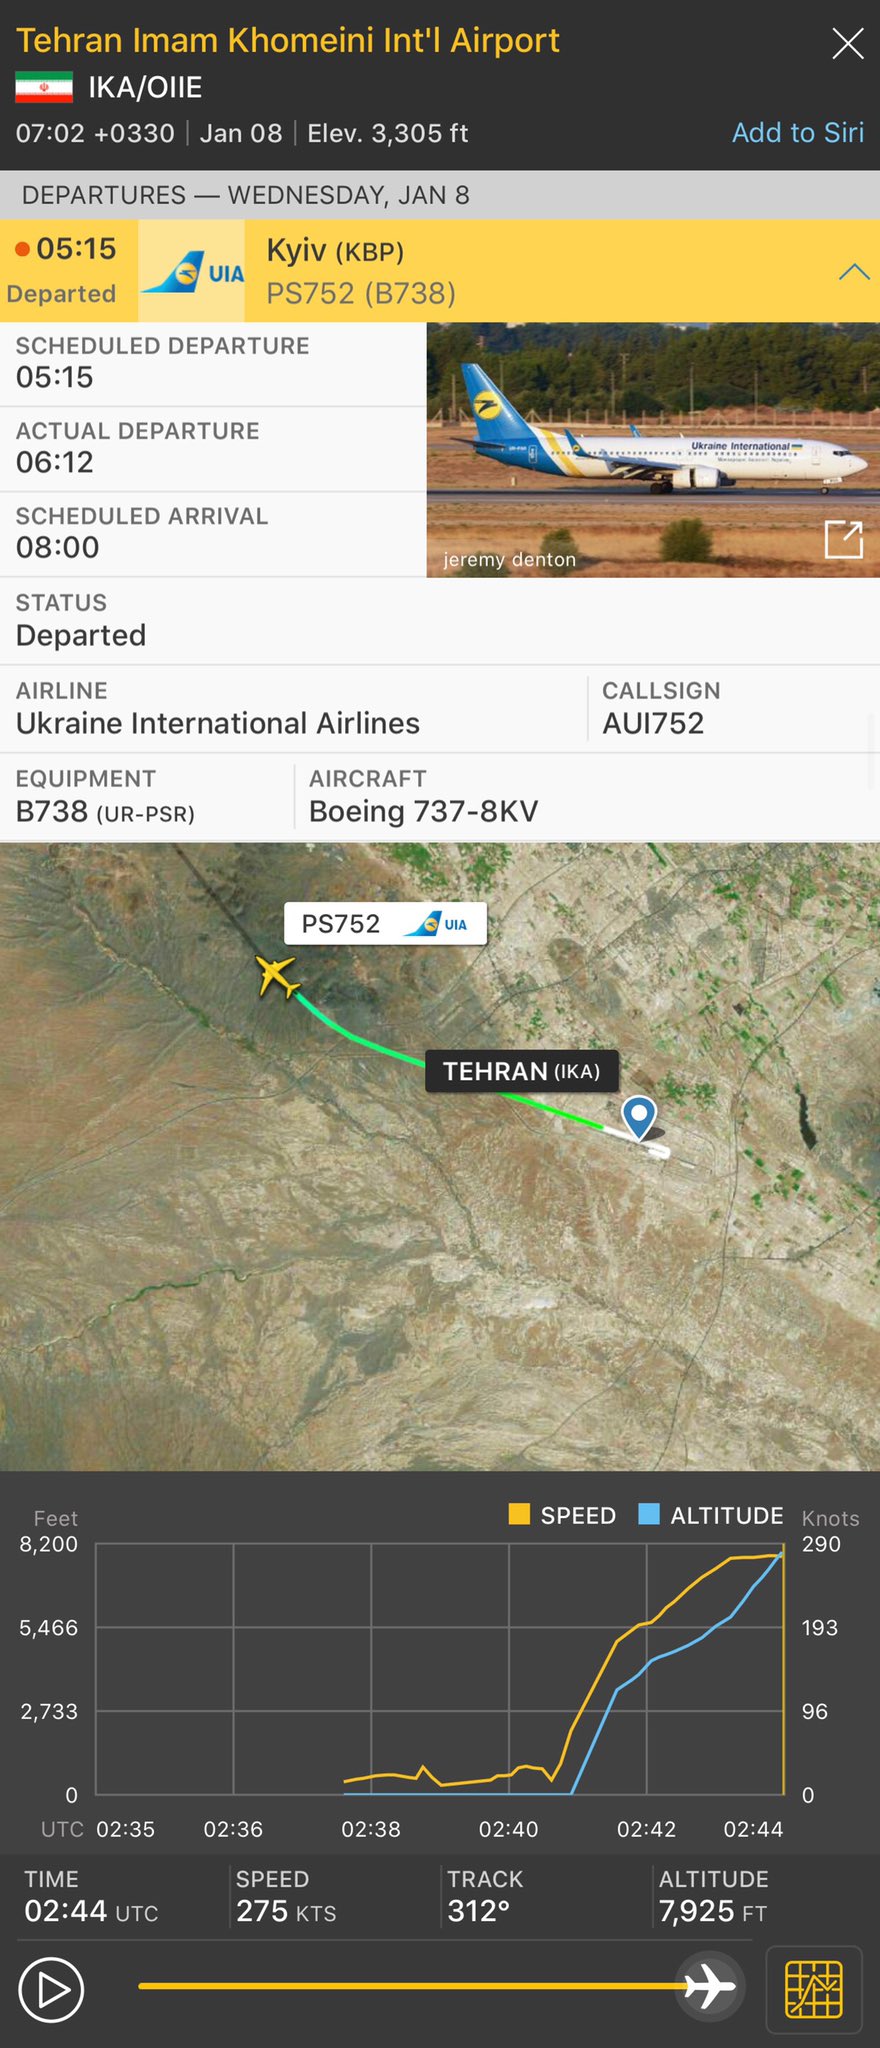 Tehran Imam Khomeini Int'l Airport
IKA/OIIE
07:02 +0330 | Jan 08 | Elev. 3,305 ft
Add to Siri
DEPARTURES — WEDNESDAY, JAN 8
05:15
Departed
UIA
Kyiv (KBP)
PS752 (B738)
SCHEDULED DEPARTURE
05:15
ACTUAL DEPARTURE
06:12
SCHEDULED ARRIVAL
08:00
Ukraine International
jeremy denton
STATUS
Departed
AIRLINE
Ukraine International Airlines
CALLSIGN
AUI752
EQUIPMENT
B738 (UR-PSR)
AIRCRAFT
Boeing 737-8KV
PS752 UIA
TEHRAN (IKA)
Feet SPEED ALTITUDE Knots
8,200 290
5,466 193
2,733 96
0 0
UTC 02:35 02:36 02:38 02:40 02:42 02:44
TIME
02:44 UTC
SPEED
275 KTS
TRACK
312°
ALTITUDE
7,925 FT